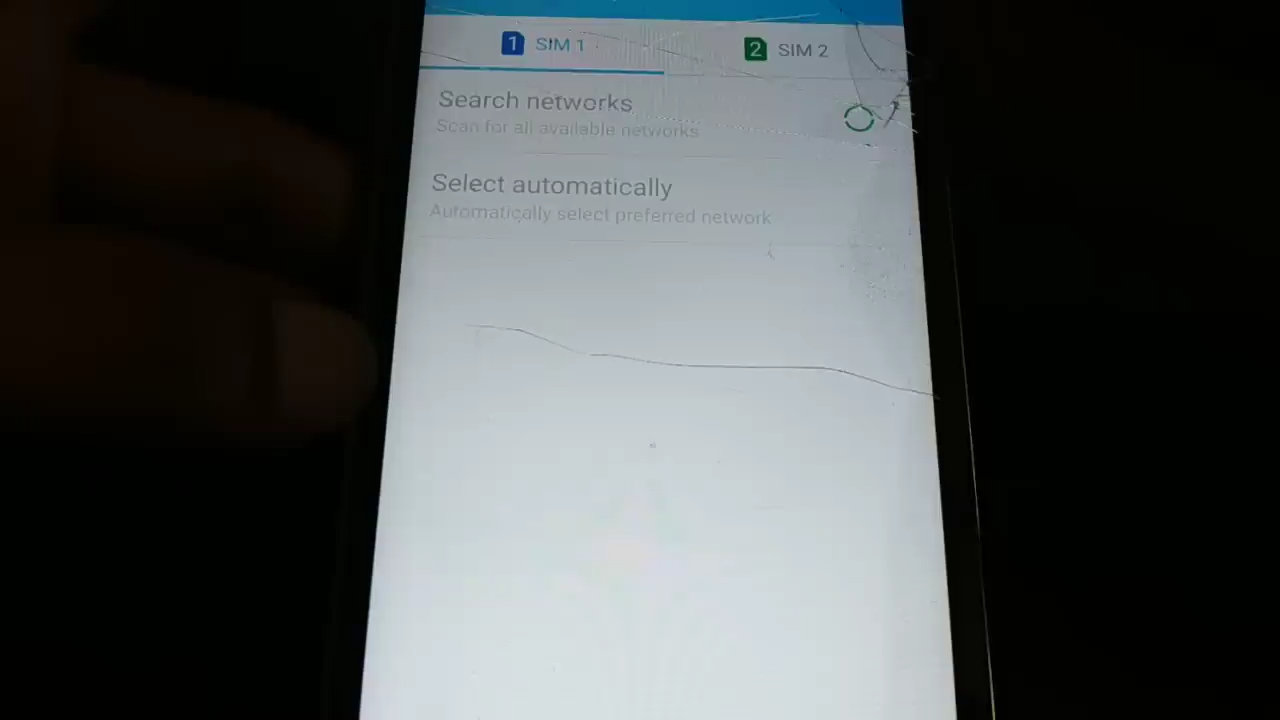 1 SIM 1
2 SIM 2
Search networks
Scan for all available networks
Select automatically
Automatically select preferred network